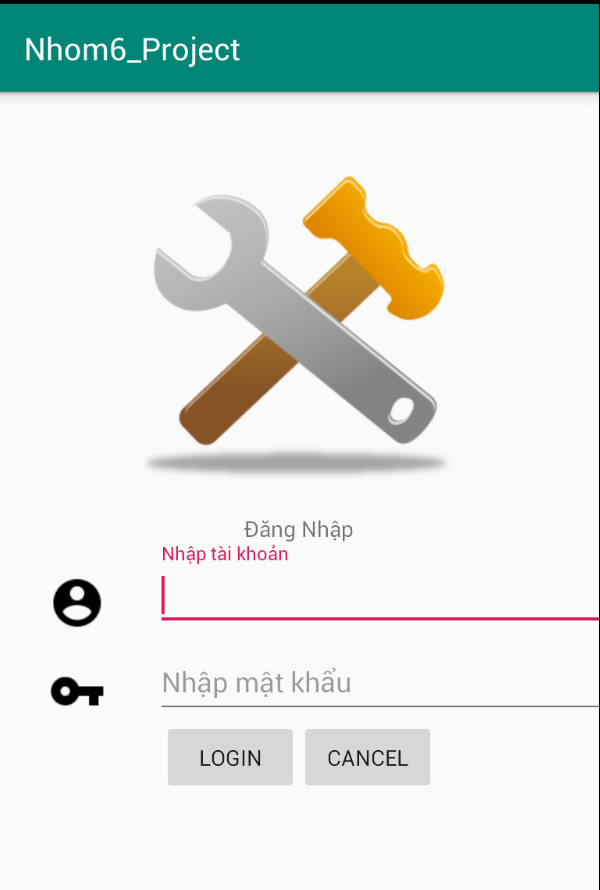 Nhom6_Project
Đăng Nhập
Nhập tài khoản
Nhập mật khẩu
LOGIN CANCEL